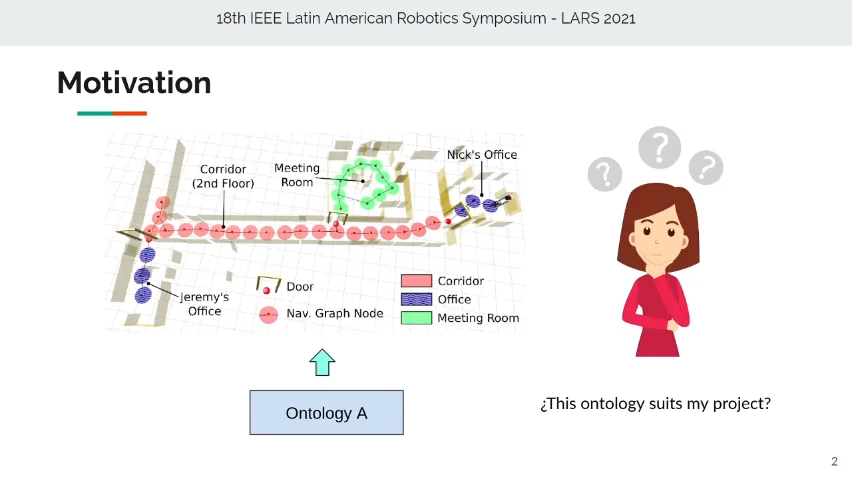 18th IEEE Latin American Robotics Symposium - LARS 2021
Motivation
Corridor
(2nd Floor)
Meeting
Room
Nick's Office
Jeremy's
Office
Door
Nav. Graph Node
Corridor
Office
Meeting Room
? ? ?
Ontology A
¿This ontology suits my project?
2